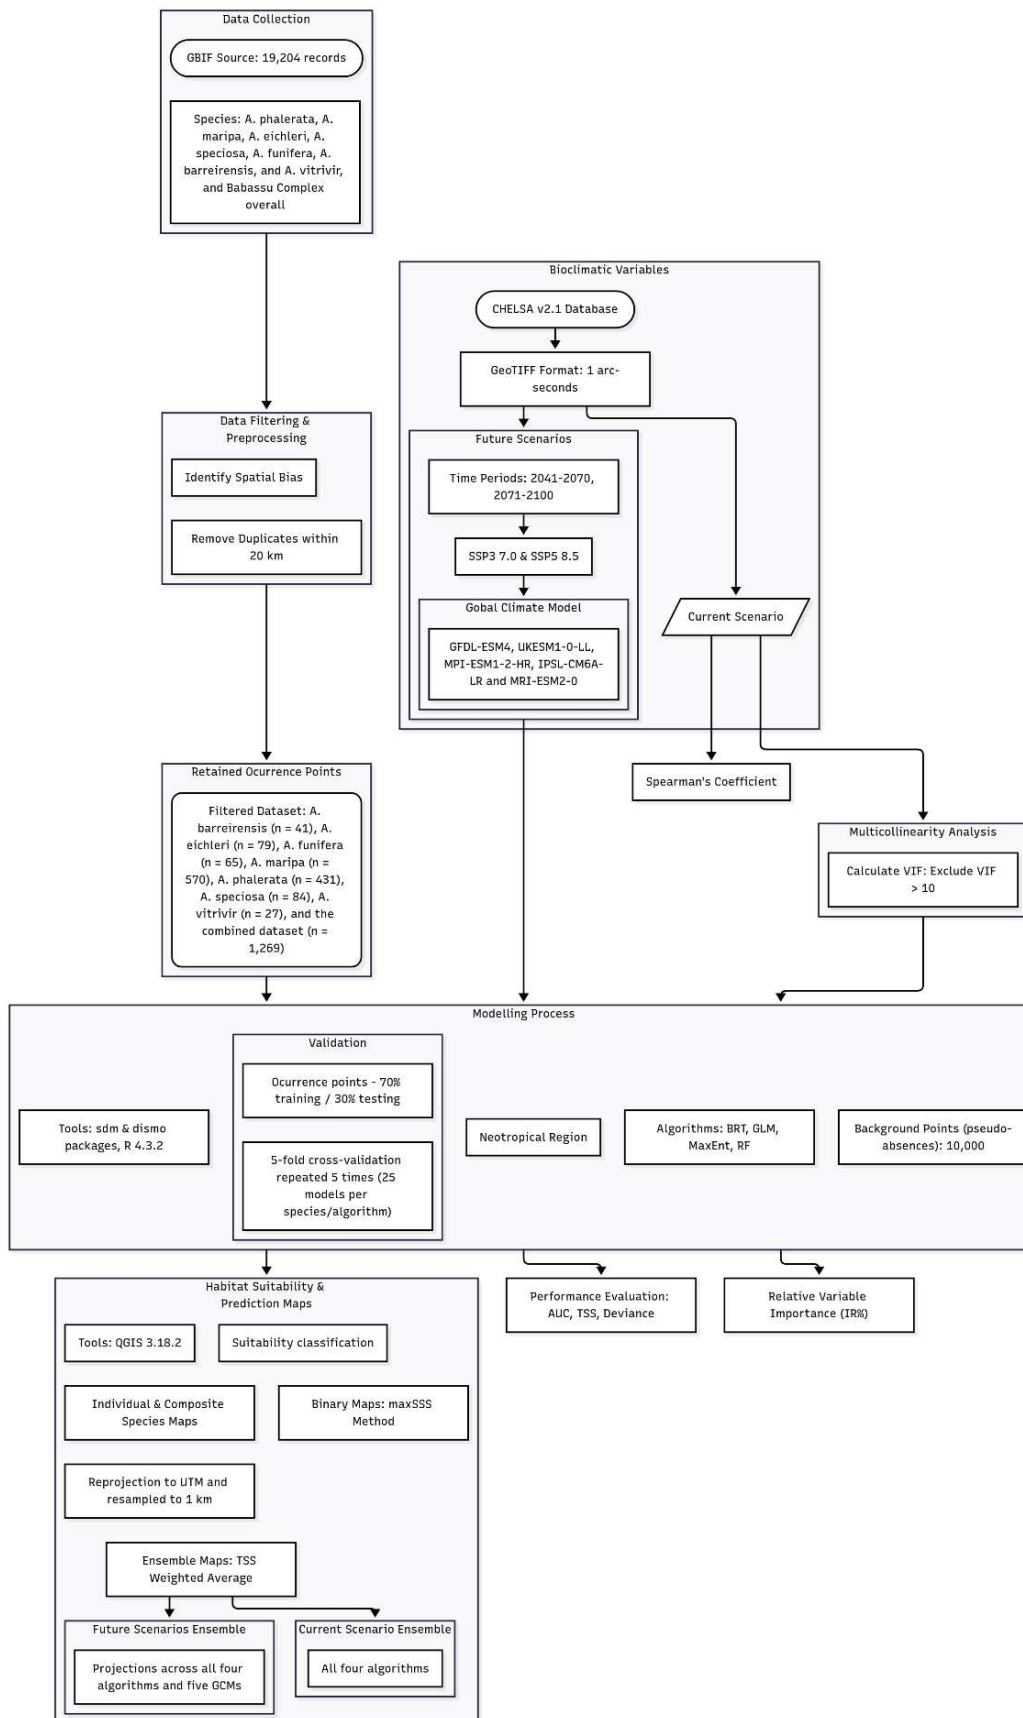 Data Collection
GBIF Source: 19,204 records
Species: A. phalerata, A.
maripa, A. eichleri, A.
speciosa, A. funifera, A.
barreirensis, and A. vitrivir,
and Babassu Complex
overall
Bioclimatic Variables
CHELSA v2.1 Database
GeoTIFF Format: 1 arc-
seconds
Data Filtering &
Preprocessing
Identify Spatial Bias
Remove Duplicates within
20 km
Future Scenarios
Time Periods: 2041-2070,
2071-2100
SSP3 7.0 & SSP5 8.5
Gobal Climate Model
GFDL-ESM4, UKESM1-0-LL,
MPI-ESM1-2-HR, IPSL-CM6A-
LR and MRI-ESM2-0
Current Scenario
Spearman's Coefficient
Retained Ocurrence Points
Filtered Dataset: A.
barreirensis (n = 41), A.
eichleri (n = 79), A. funifera
(n = 65), A. maripa (n =
570), A. phalerata (n = 431),
A. speciosa (n = 84), A.
vitrivir (n = 27), and the
combined dataset (n =
1,269)
Multicollinearity Analysis
Calculate VIF: Exclude VIF
> 10
Modelling Process
Tools: sdm & dismo
packages, R 4.3.2
Validation
Ocurrence points - 70%
training / 30% testing
5-fold cross-validation
repeated 5 times (25
models per
species/algorithm)
Neotropical Region
Algorithms: BRT, GLM,
MaxEnt, RF
Background Points (pseudo-
absences): 10,000
Habitat Suitability &
Prediction Maps
Tools: QGIS 3.18.2
Suitability classification
Individual & Composite
Species Maps
Binary Maps: maxSSS
Method
Reprojection to UTM and
resampled to 1 km
Ensemble Maps: TSS
Weighted Average
Future Scenarios Ensemble
Projections across all four
algorithms and five GCMs
Current Scenario Ensemble
All four algorithms
Performance Evaluation:
AUC, TSS, Deviance
Relative Variable
Importance (IR%)